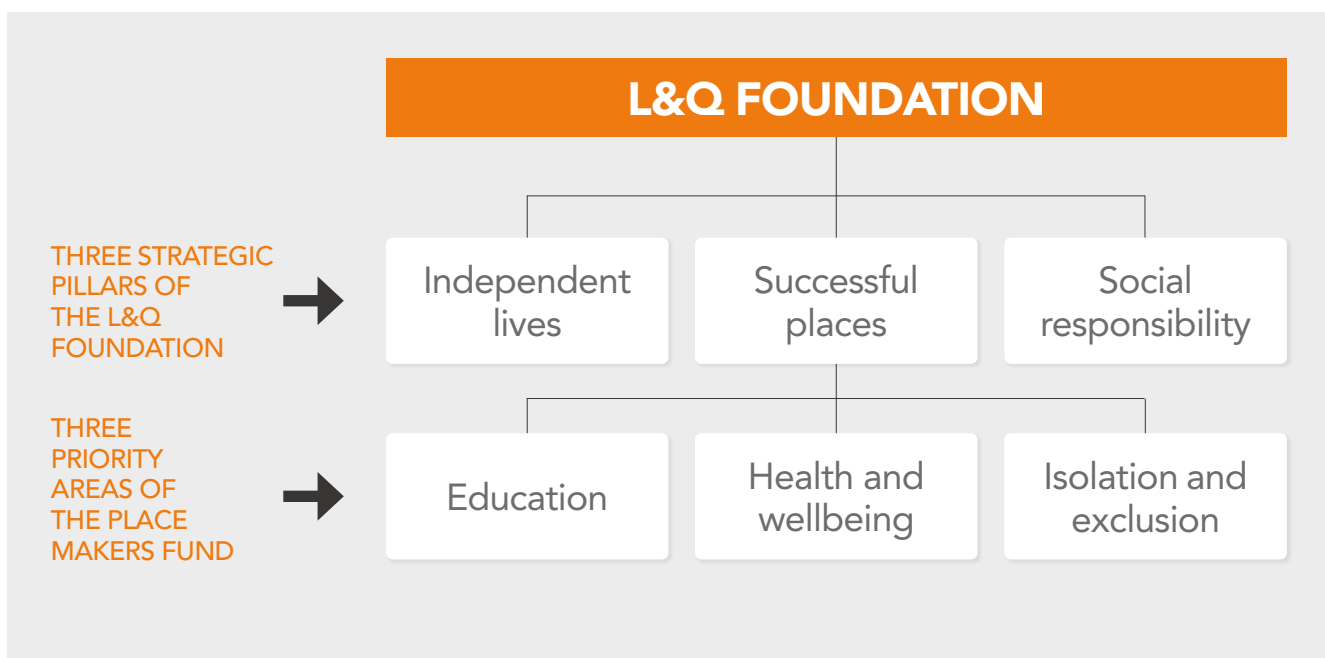 L&Q FOUNDATION
THREE STRATEGIC
PILLARS OF
THE L&Q
FOUNDATION
Independent
lives
Successful
places
Social
responsibility
THREE
PRIORITY
AREAS OF
THE PLACE
MAKERS FUND
Education
Health and
wellbeing
Isolation and
exclusion